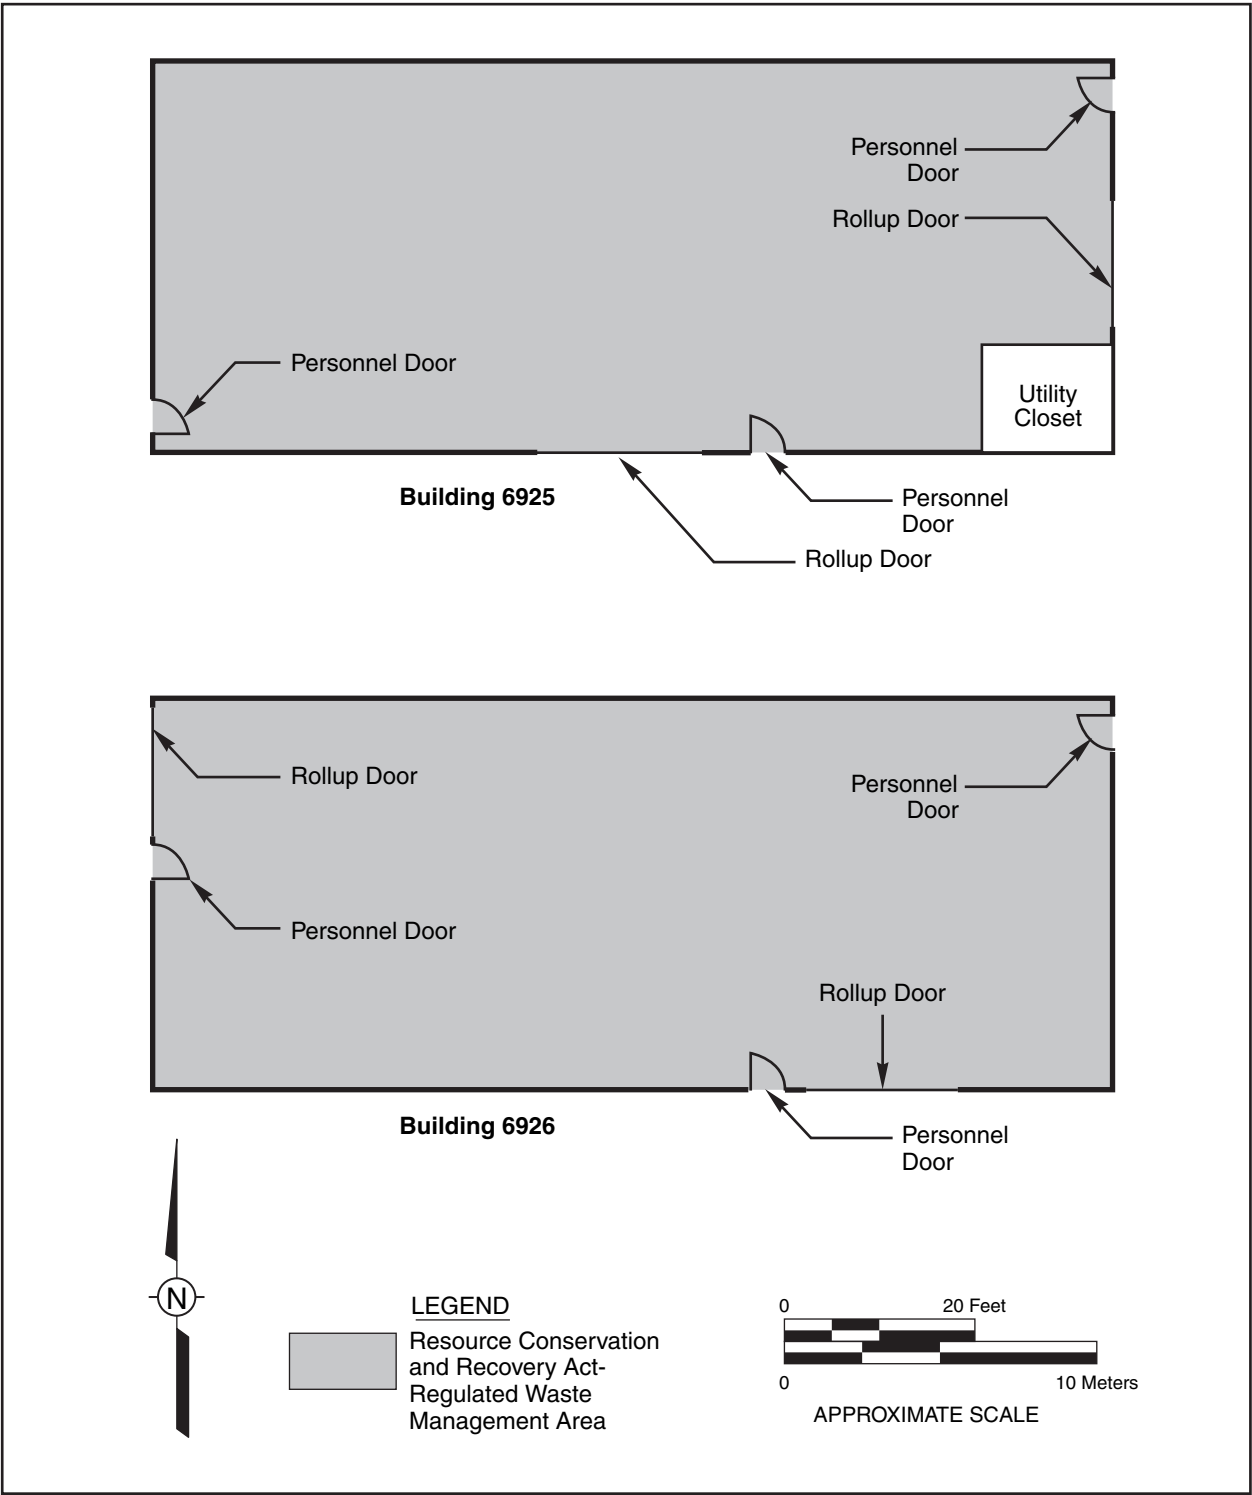 Personnel
Door
Rollup Door
Personnel Door
Utility
Closet
Building 6925
Personnel
Door
Rollup Door
Rollup Door
Personnel
Door
Personnel Door
Rollup Door
Building 6926
Personnel
Door
N
LEGEND
Resource Conservation
and Recovery Act-
Regulated Waste
Management Area
0 20 Feet
0 10 Meters
APPROXIMATE SCALE